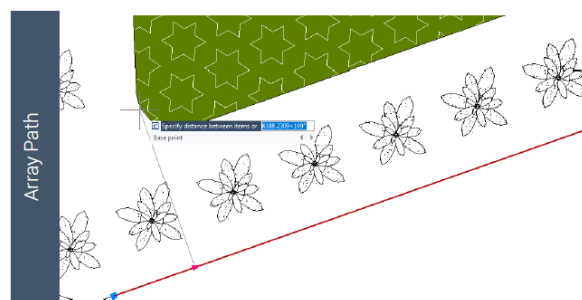 Array Path
Specify distance between items or
Base point